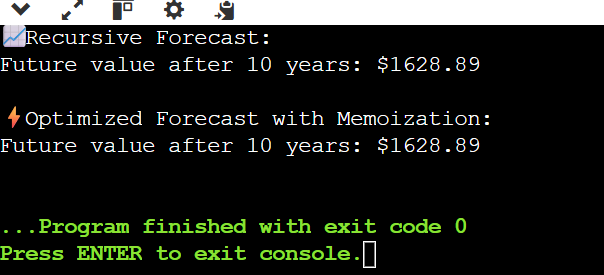 📈Recursive Forecast:
Future value after 10 years: $1628.89
⚡Optimized Forecast with Memoization:
Future value after 10 years: $1628.89
...Program finished with exit code 0
Press ENTER to exit console.